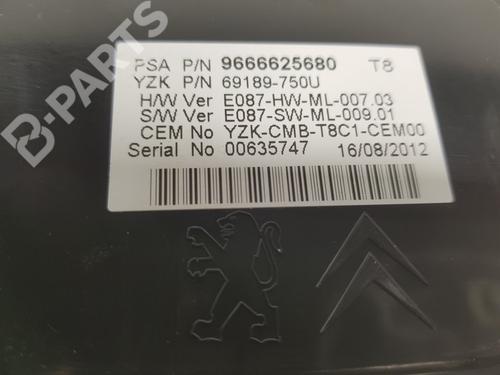 PSA P/N 9666625680 T8
YZK P/N 69189-750U
H/W Ver E087-HW-ML-007.03
S/W Ver E087-SW-ML-009.01
CEM No YZK-CMB-T8C1-CEM00
Serial No 00635747 16/08/2012
B-PARTS